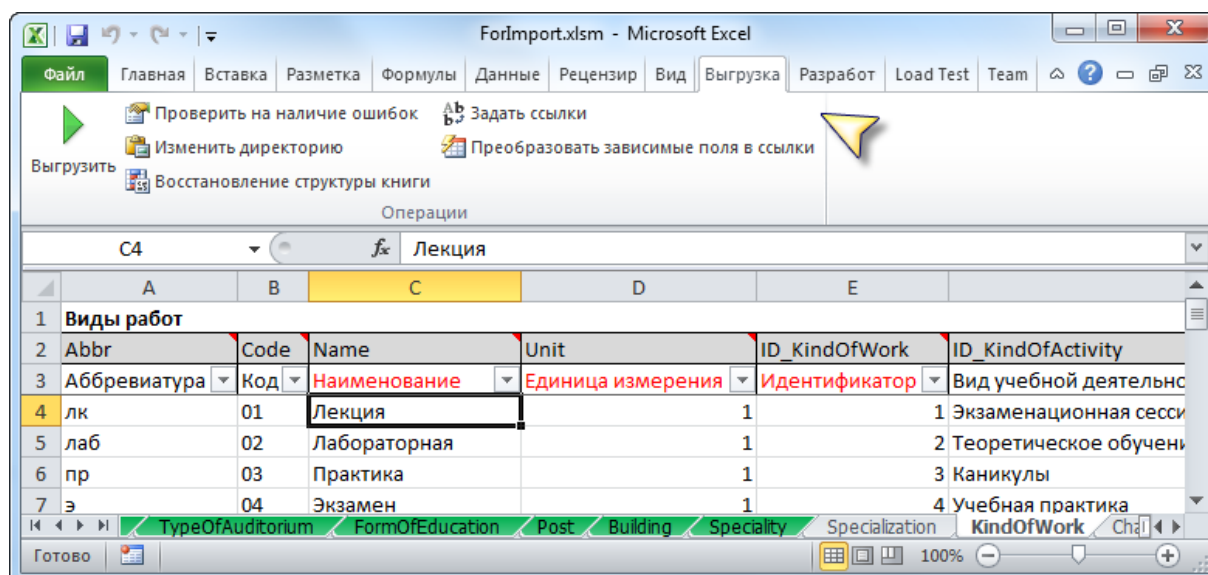 ForImport.xlsm - Microsoft Excel
Файл Главная Вставка Разметка Формулы Данные Рецензир Вид Выгрузка Разработ Load Test Team
Проверить на наличие ошибок Задать ссылки
Выгрузить Изменить директорию Преобразовать зависимые поля в ссылки
Восстановление структуры книги
Операции
C4 fx Лекция
A B C D E
1 Виды работ
2 Abbr Code Name Unit ID_KindOfWork ID_KindOfActivity
3 Аббревиатура Код Наименование Единица измерения Идентификатор Вид учебной деятельнс
4 лк 01 Лекция 1 1 Экзаменационная сесси
5 лаб 02 Лабораторная 1 2 Теоретическое обучени
6 пр 03 Практика 1 3 Каникулы
7 э 04 Экзамен 1 4 Учебная практика
TypeOfAuditorium FormOfEducation Post Building Speciality Specialization KindOfWork Cha
Готово 100%